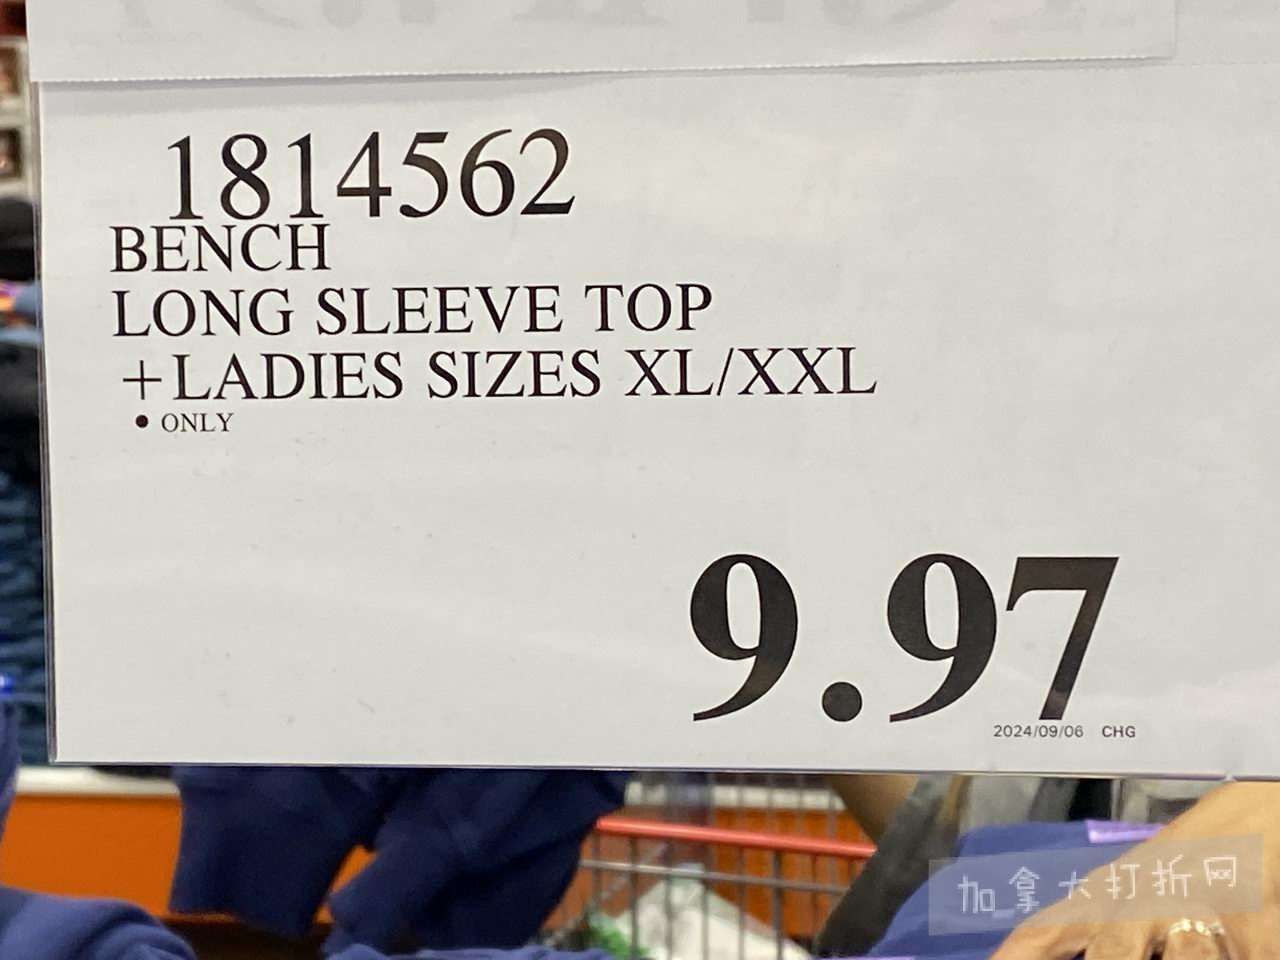 1814562
BENCH
LONG SLEEVE TOP
+LADIES SIZES XL/XXL
• ONLY
9.97
2024/09/06 CHG
加拿大打折网